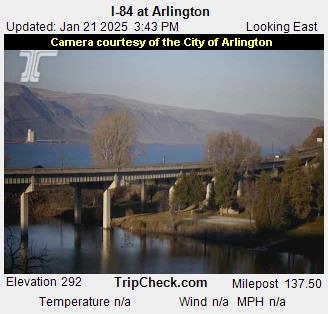 I-84 at Arlington
Updated: Jan 21 2025 3:43 PM Looking East
Camera courtesy of the City of Arlington
Elevation 292 TripCheck.com Milepost 137.50
Temperature n/a Wind n/a MPH n/a